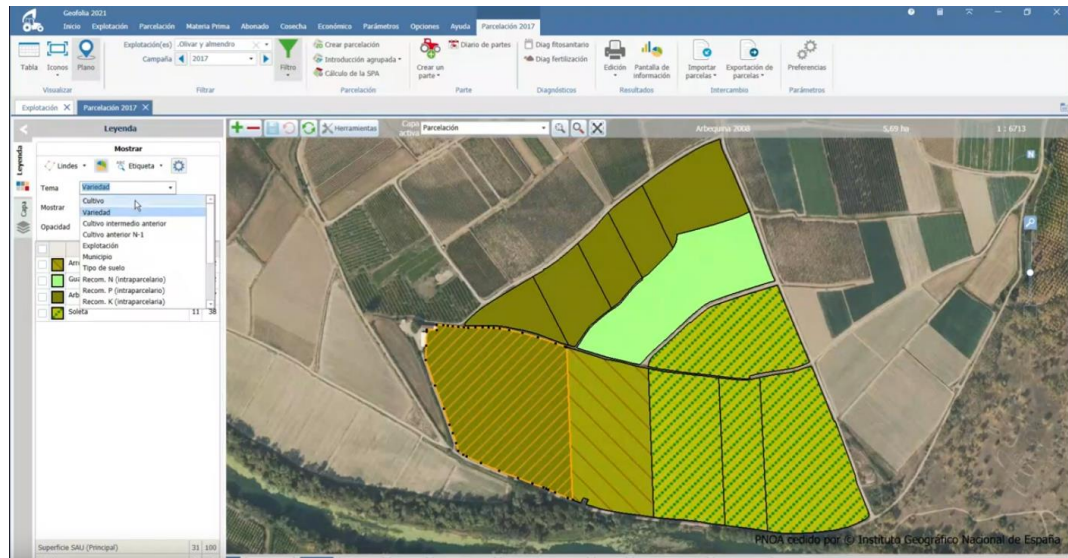 Geofolia 2021
Inicio Explotación Parcelación Materia Prima Abonado Cosecha Económico Parámetros Opciones Ayuda Parcelación 2017
Tabla Iconos Plano
Visualizar
Explotación(es) .Olivar y almendro
Campaña 2017
Filtro
Filtrar
Crear parcelación
Introducción agrupada
Cálculo de la SPA
Parcelación
Crear un parte
Diario de partes
Parte
Diag fitosanitario
Diag fertilización
Diagnósticos
Edición Pantalla de información
Resultados
Importar parcelas Exportación de parcelas
Intercambio
Preferencias
Parámetros
Explotación X Parcelación 2017 X
Leyenda
Mostrar
Lindes Etiqueta
Tema Variedad
Mostrar
Opacidad
Cultivo
Variedad
Cultivo intermedio anterior
Cultivo anterior N-1
Explotación
Municipio
Tipo de suelo
Recom. N (intraparcelario)
Recom. P (intraparcelario)
Recom. K (intraparcelaria)
Soleta 11 38
Superficie SAU (Principal) 31 100
Leyenda
Capa
Herramientas
Capa activa Parcelación
Arbequina 2008
5,69 ha
1 : 6713
N
PNOA cedido por © Instituto Geográfico Nacional de España